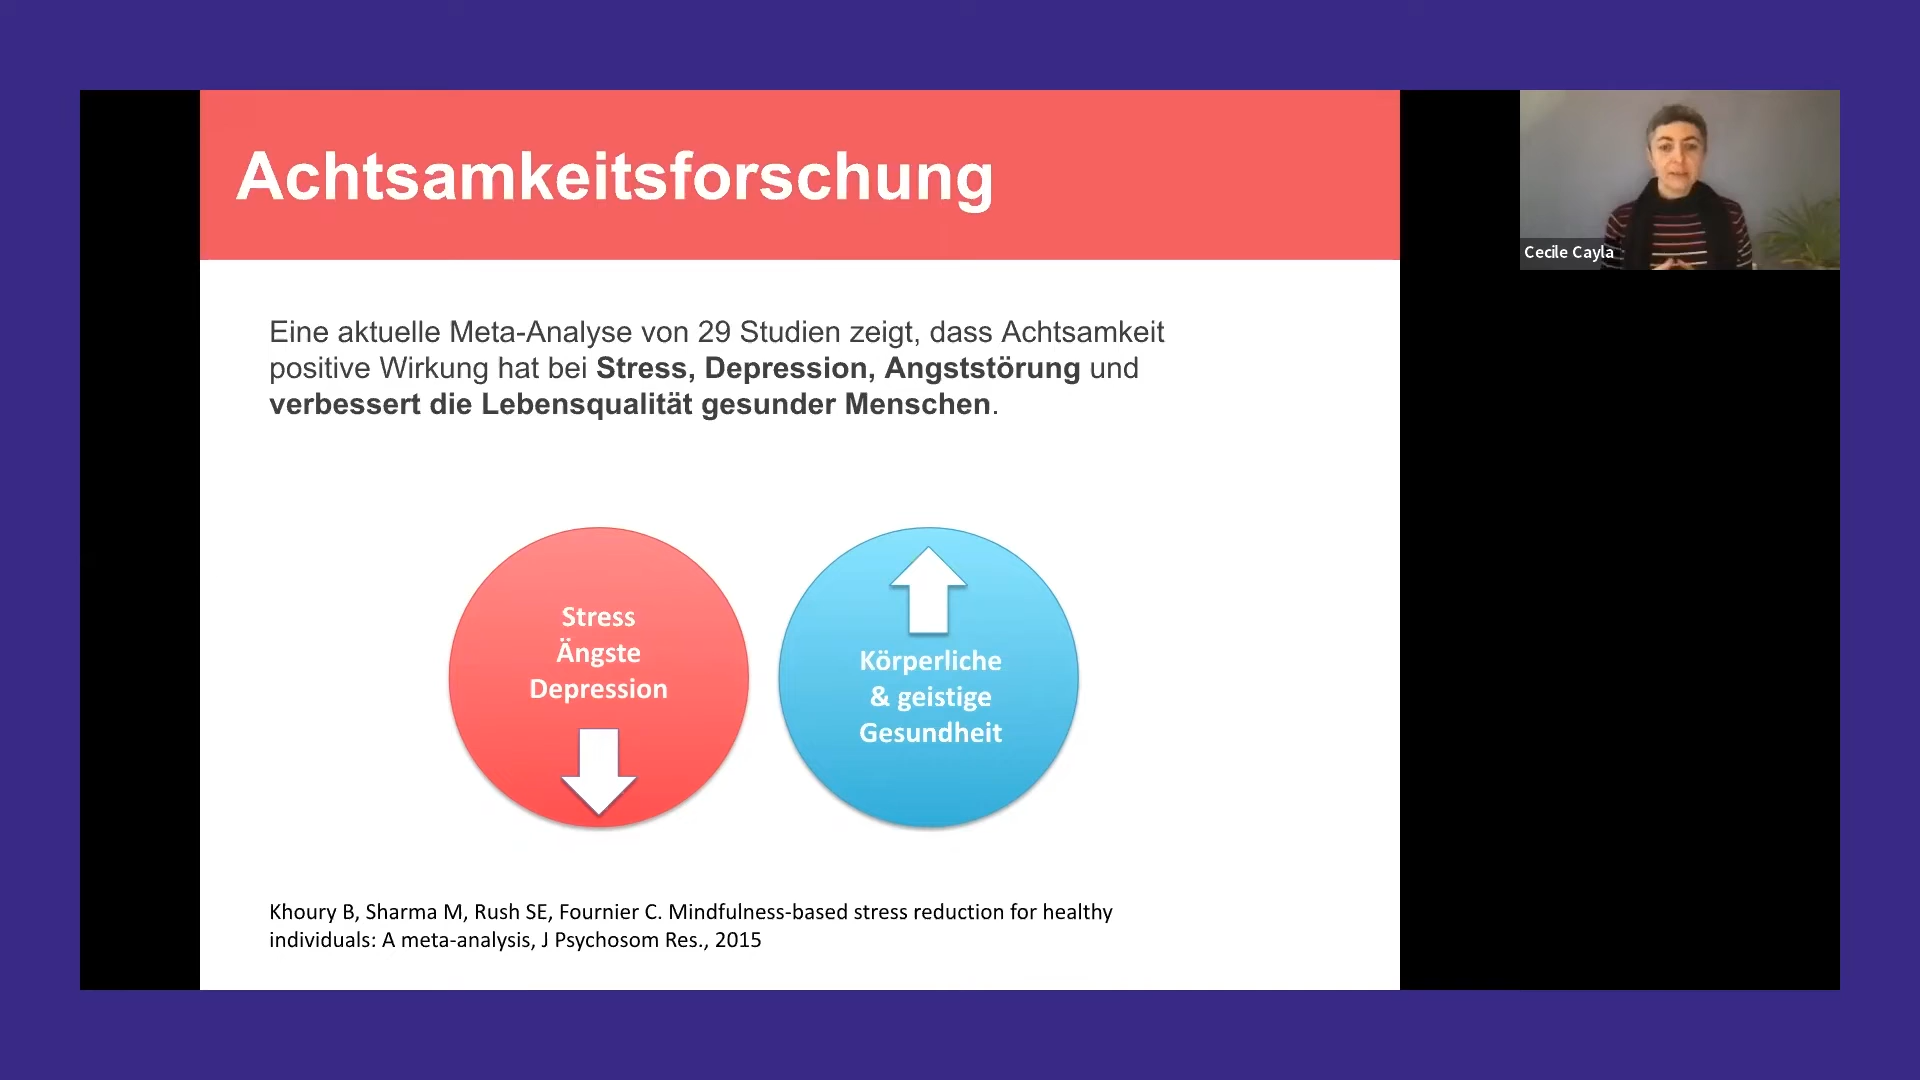 Achtsamkeitsforschung
Cecile Cayla
Eine aktuelle Meta-Analyse von 29 Studien zeigt, dass Achtsamkeit
positive Wirkung hat bei Stress, Depression, Angststörung und
verbessert die Lebensqualität gesunder Menschen.
Stress
Ängste
Depression
Körperliche
& geistige
Gesundheit
Khoury B, Sharma M, Rush SE, Fournier C. Mindfulness-based stress reduction for healthy
individuals: A meta-analysis, J Psychosom Res., 2015